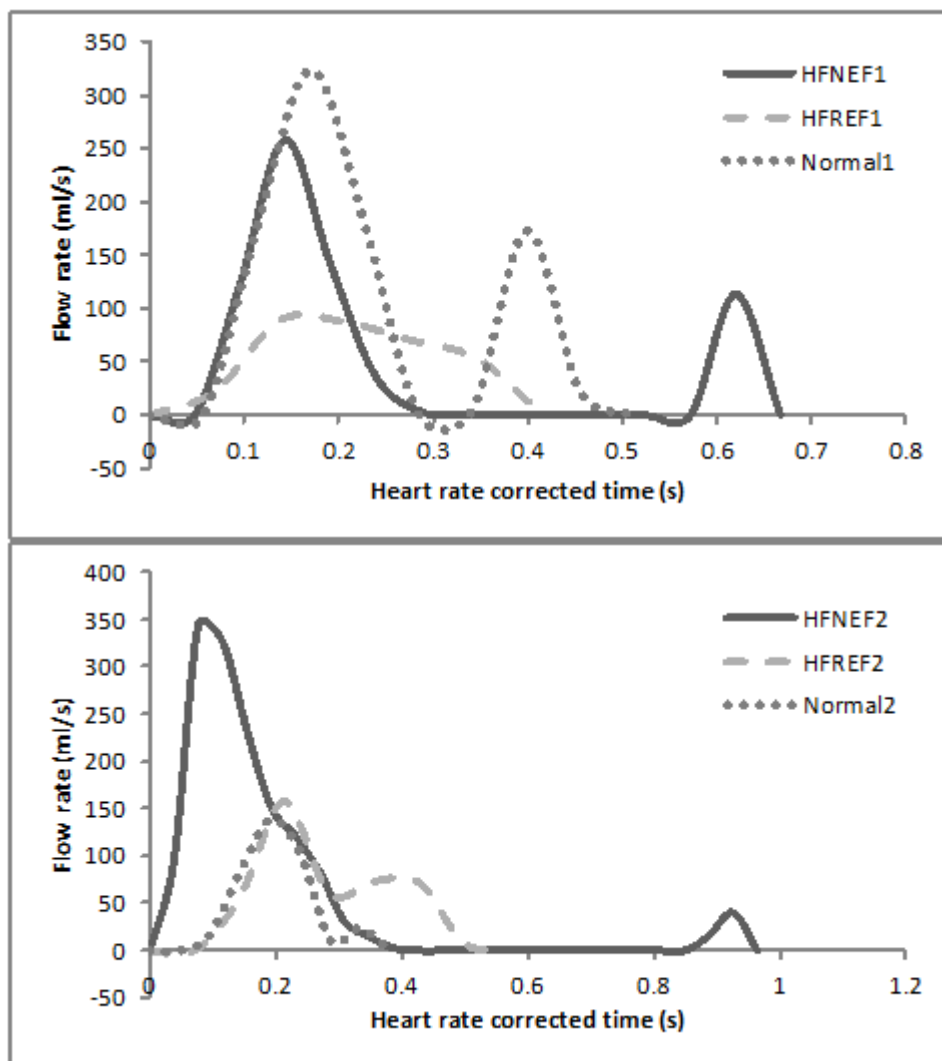 350
300
250
200
150
100
50
0
-50
Flow rate (ml/s)
0 0.1 0.2 0.3 0.4 0.5 0.6 0.7 0.8
Heart rate corrected time (s)
HFNEF1
HFREF1
Normal1
400
350
300
250
200
150
100
50
0
-50
Flow rate (ml/s)
0 0.2 0.4 0.6 0.8 1 1.2
Heart rate corrected time (s)
HFNEF2
HFREF2
Normal2